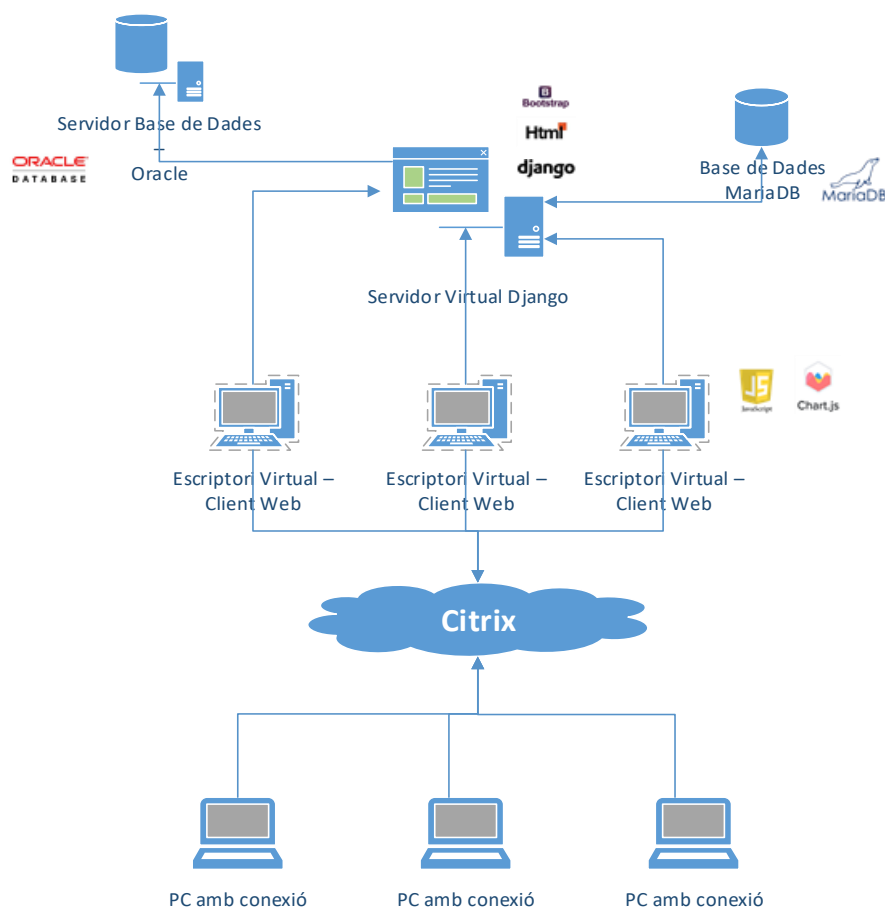 Bootstrap
Servidor Base de Dades
–
Oracle
ORACLE
DATABASE
Html
django
Base de Dades
MariaDB
MariaDB
Servidor Virtual Django
JS
JavaScript
Chart.js
Escriptori Virtual –
Client Web
Escriptori Virtual –
Client Web
Escriptori Virtual –
Client Web
Citrix
PC amb conexió
PC amb conexió
PC amb conexió